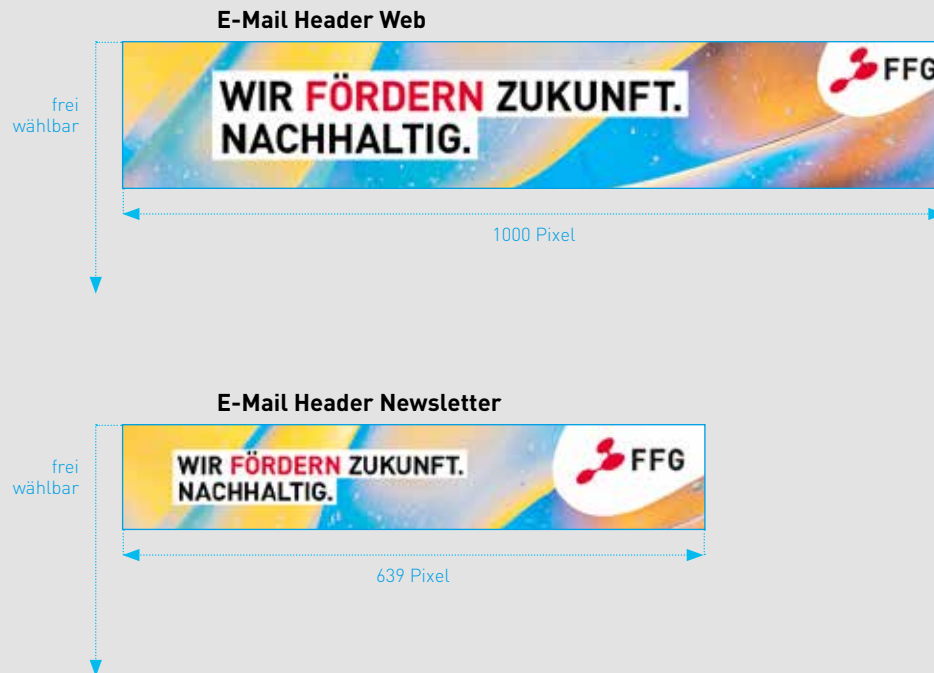 E-Mail Header Web
frei
wählbar
WIR FÖRDERN ZUKUNFT.
NACHHALTIG.
FFG
1000 Pixel
E-Mail Header Newsletter
frei
wählbar
WIR FÖRDERN ZUKUNFT.
NACHHALTIG.
FFG
639 Pixel